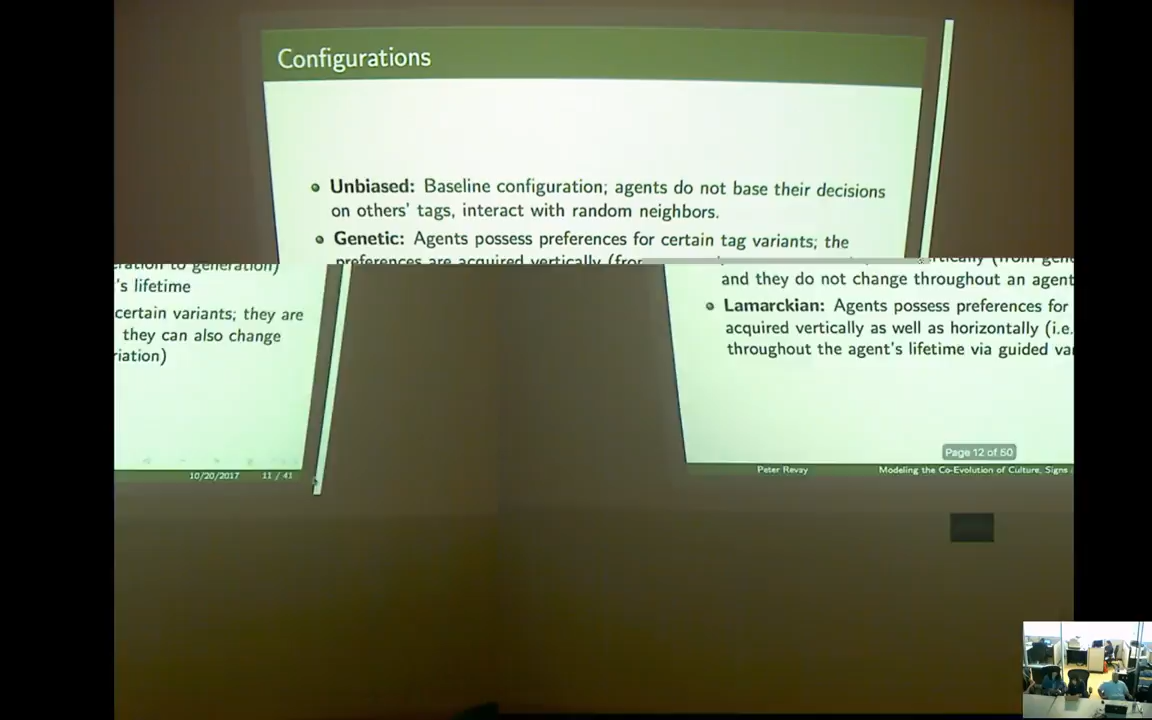 Configurations
Unbiased: Baseline configuration; agents do not base their decisions
on others' tags, interact with random neighbors.
Genetic: Agents possess preferences for certain tag variants; the
preferences are acquired vertically (from
eration to generation)
's lifetime
certain variants; they are
they can also change
riation)
10/20/2017 11 / 41
and they do not change throughout an agent
Lamarckian: Agents possess preferences for
acquired vertically as well as horizontally (i.e.
throughout the agent's lifetime via guided va
Page 12 of 50
Peter Revay Modeling the Co-Evolution of Culture, Signs